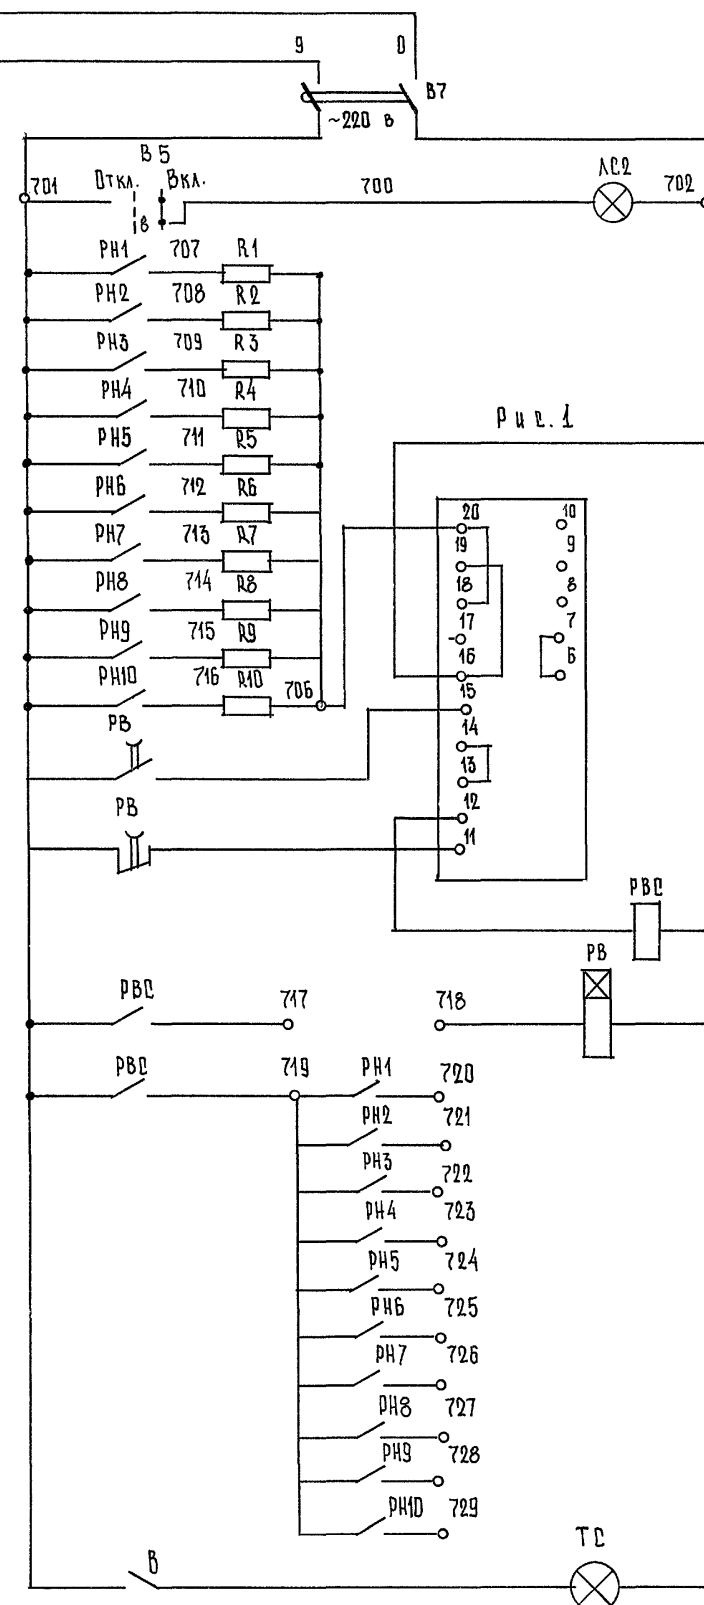 9 0
В7
~220 в
В5
701 Откл. Вкл. 700 ЛС2 702
8
РН1 707 R1
РН2 708 R2
РН3 709 R3
РН4 710 R4
РН5 711 R5
РН6 712 R6
РН7 713 R7
РН8 714 R8
РН9 715 R9
РН10 716 R10 706
Рис.1
20 10
19 9
18 8
17 7
16 6
15
14
13
12
11
РВ
РВ
РВС
РВ
РВС 717 718
РВС 719 РН1 720
РН2 721
РН3 722
РН4 723
РН5 724
РН6 725
РН7 726
РН8 727
РН9 728
РН10 729
В ТС